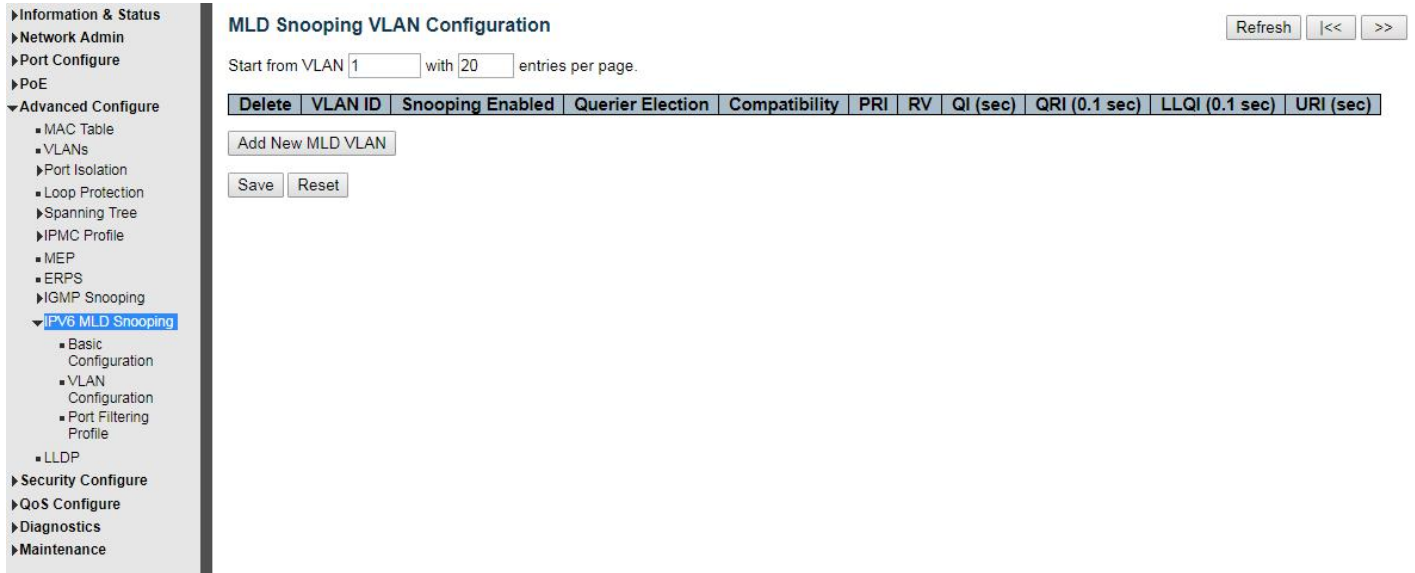 Information & Status
Network Admin
Port Configure
PoE
Advanced Configure
MAC Table
VLANs
Port Isolation
Loop Protection
Spanning Tree
IPMC Profile
MEP
ERPS
IGMP Snooping
IPV6 MLD Snooping
Basic
Configuration
VLAN
Configuration
Port Filtering
Profile
LLDP
Security Configure
QoS Configure
Diagnostics
Maintenance
MLD Snooping VLAN Configuration
Refresh |<< >>
Start from VLAN 1 with 20 entries per page.
Delete VLAN ID Snooping Enabled Querier Election Compatibility PRI RV QI (sec) QRI (0.1 sec) LLQI (0.1 sec) URI (sec)
Add New MLD VLAN
Save Reset